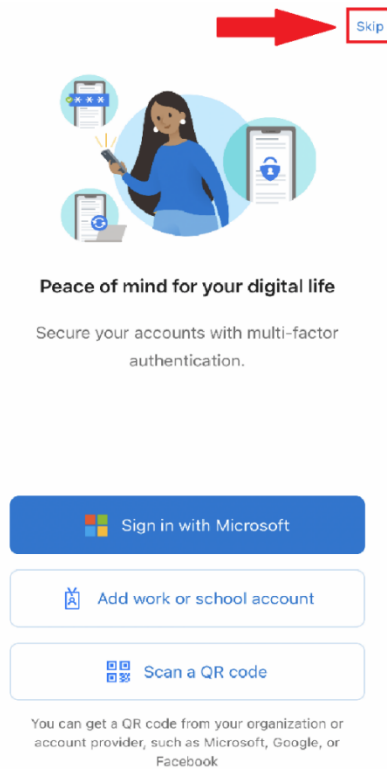 Skip
* * *
Peace of mind for your digital life
Secure your accounts with multi-factor
authentication.
Sign in with Microsoft
Add work or school account
Scan a QR code
You can get a QR code from your organization or
account provider, such as Microsoft, Google, or
Facebook